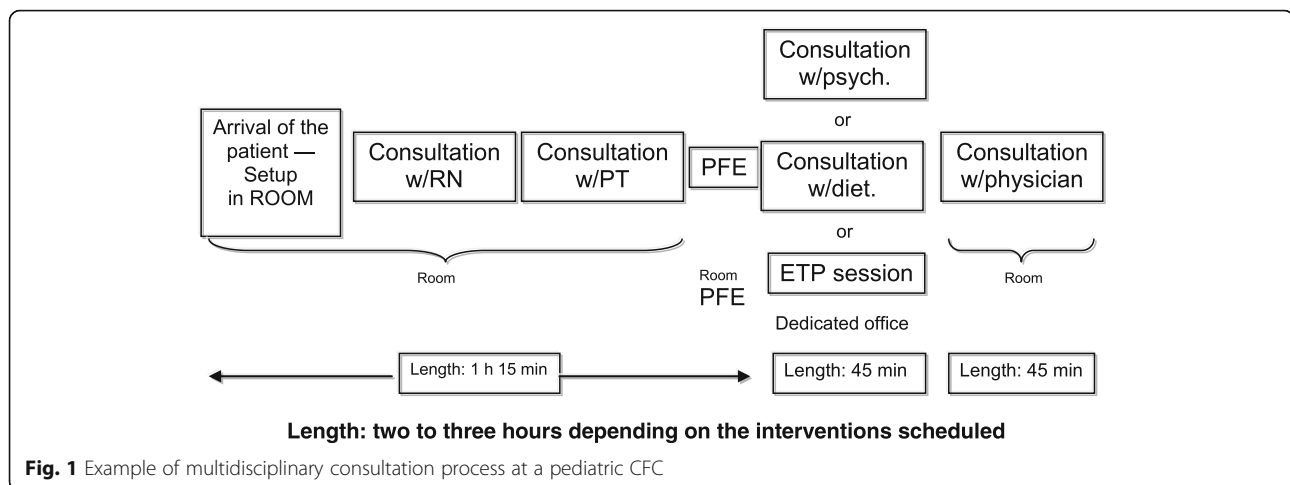 Consultation
w/psych.
or
Arrival of the
patient —
Setup
in ROOM
Consultation
w/RN
Consultation
w/PT
PFE
Consultation
w/diet.
Consultation
w/physician
or
Room
Room
PFE
ETP session
Room
Dedicated office
Length: 1 h 15 min
Length: 45 min
Length: 45 min
Length: two to three hours depending on the interventions scheduled
Fig. 1 Example of multidisciplinary consultation process at a pediatric CFC